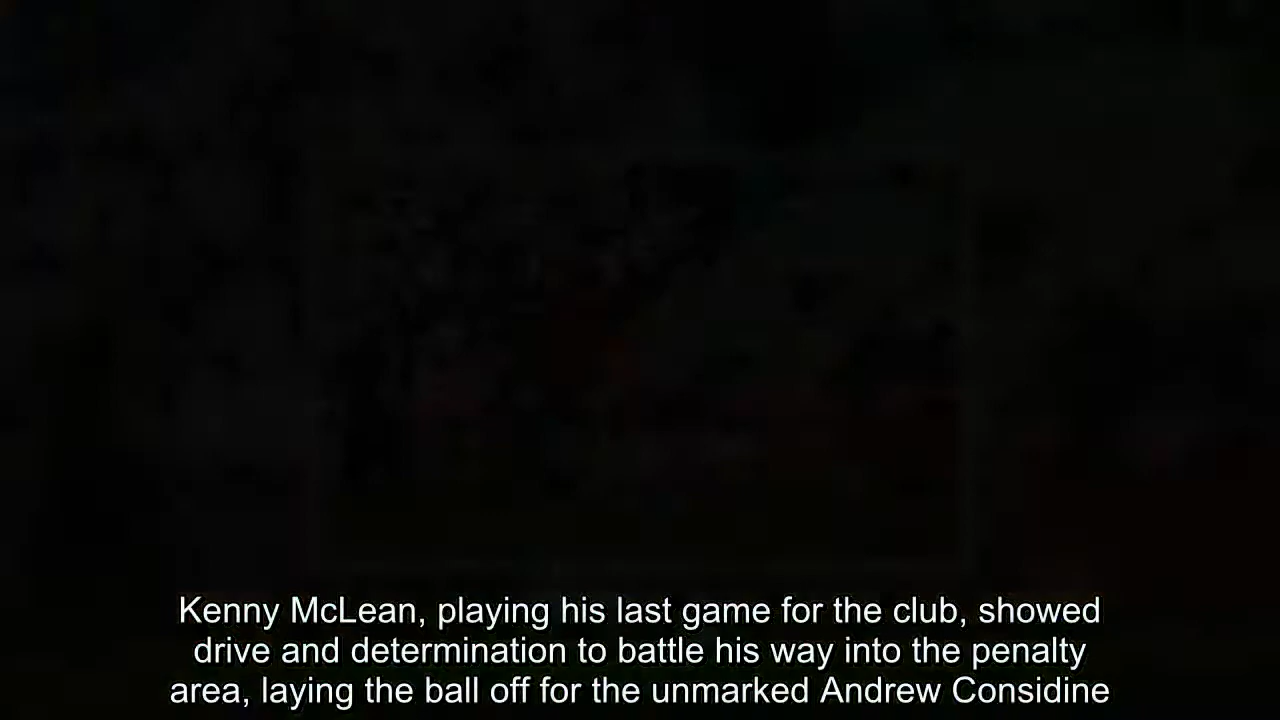 Kenny McLean, playing his last game for the club, showed
drive and determination to battle his way into the penalty
area, laying the ball off for the unmarked Andrew Considine